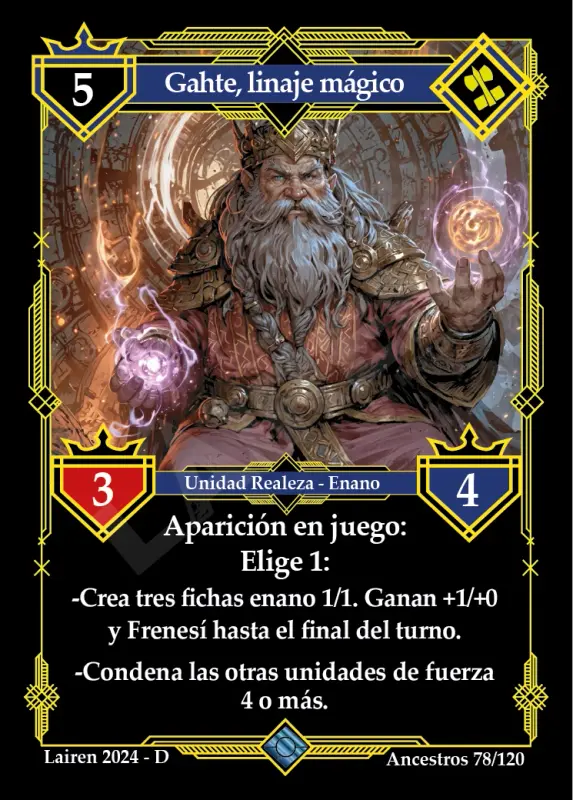 5
Gahte, linaje mágico
3
Unidad Realeza - Enano
4
Aparición en juego:
Elige 1:
-Crea tres fichas enano 1/1. Ganan +1/+0
y Frenesí hasta el final del turno.
-Condena las otras unidades de fuerza
4 o más.
Lairen 2024 - D
Ancestros 78/120